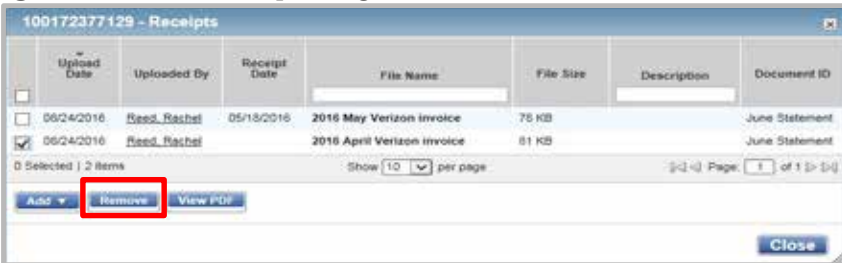 100172377129 - Receipts
Upload Date Uploaded By Receipt Date File Name File Size Description Document ID
06/24/2016 Reed, Rachel 05/18/2016 2016 May Verizon invoice 76 KB June Statement
06/24/2016 Reed, Rachel 2016 April Verizon invoice 81 KB June Statement
0 Selected | 2 items Show 10 per page Page: 1 of 1
Add Remove View PDF
Close